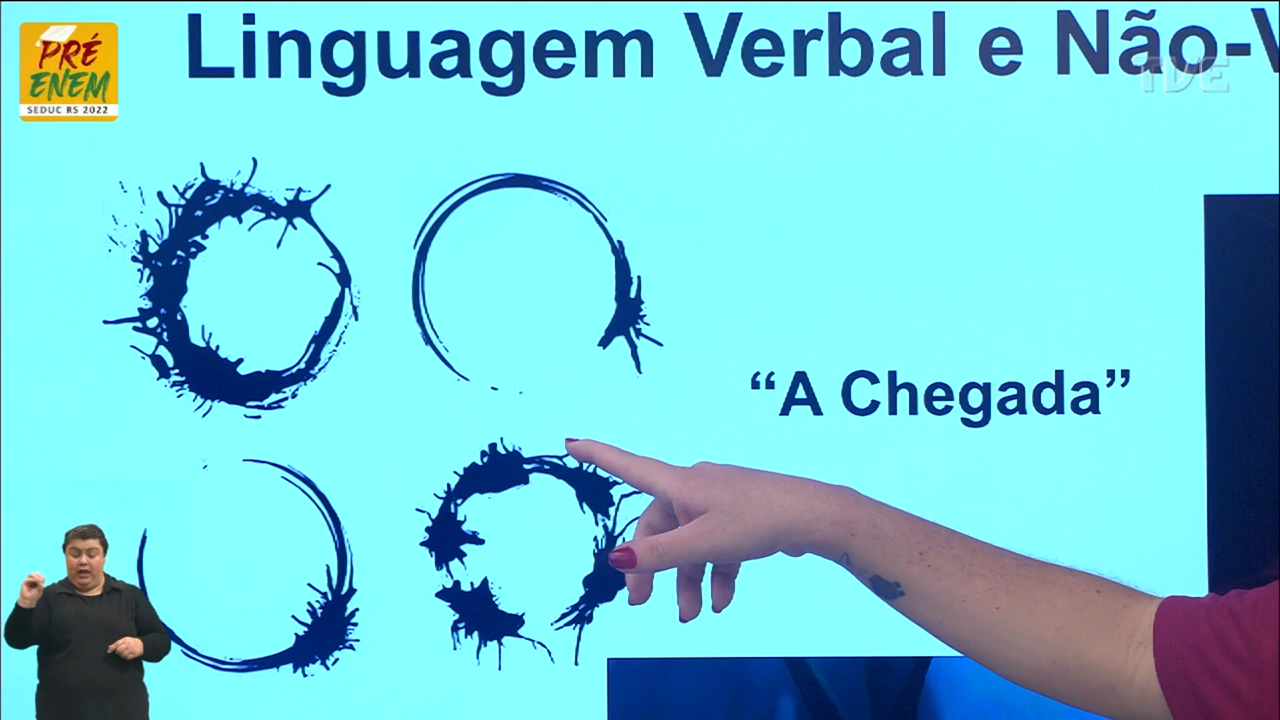 PRÉ
ENEM
SEDUC RS 2022
Linguagem Verbal e Não-V
TVE
“A Chegada”